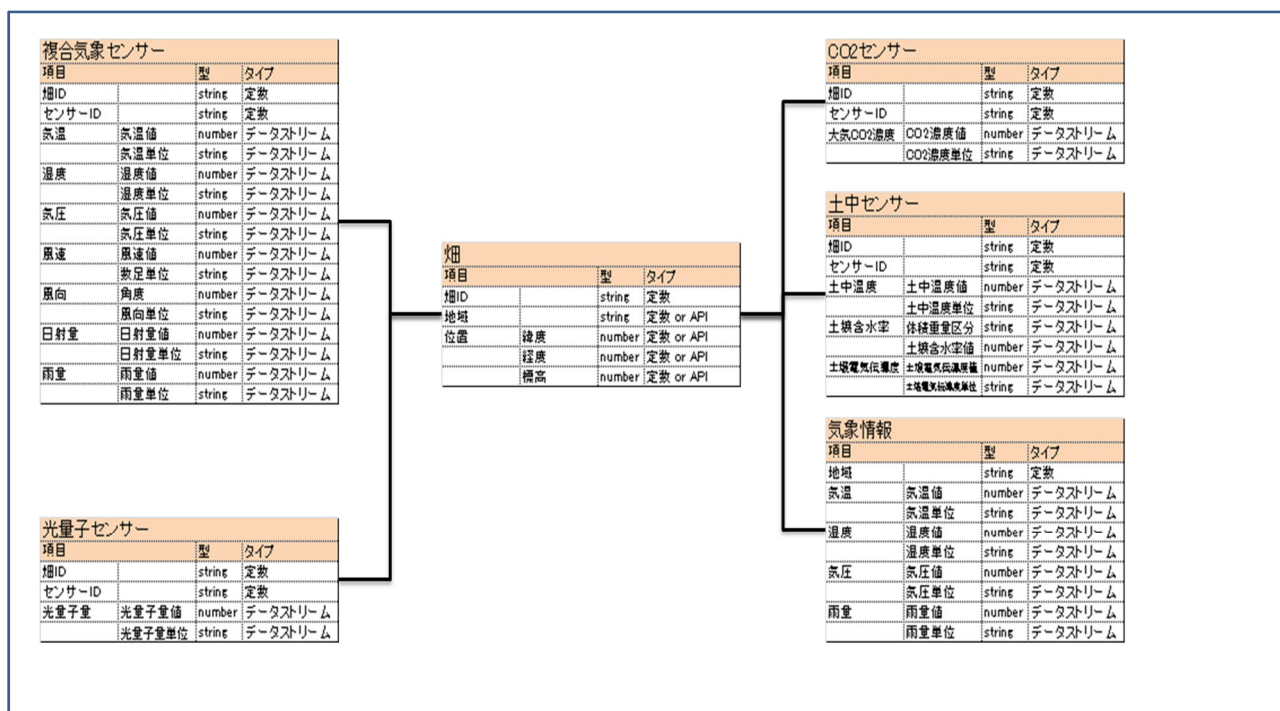 複合気象センサー
項目 型 タイプ
畑ID string 定数
センサーID string 定数
気温 気温値 number データストリーム
気温単位 string データストリーム
湿度 湿度値 number データストリーム
湿度単位 string データストリーム
気圧 気圧値 number データストリーム
気圧単位 string データストリーム
風速 風速値 number データストリーム
数足単位 string データストリーム
風向 角度 number データストリーム
風向単位 string データストリーム
日射量 日射量値 number データストリーム
日射量単位 string データストリーム
雨量 雨量値 number データストリーム
雨量単位 string データストリーム
光量子センサー
項目 型 タイプ
畑ID string 定数
センサーID string 定数
光量子量 光量子量値 number データストリーム
光量子量単位 string データストリーム
畑
項目 型 タイプ
畑ID string 定数
地域 string 定数 or API
位置 緯度 number 定数 or API
経度 number 定数 or API
標高 number 定数 or API
CO2センサー
項目 型 タイプ
畑ID string 定数
センサーID string 定数
大気CO2濃度 CO2濃度値 number データストリーム
CO2濃度単位 string データストリーム
土中センサー
項目 型 タイプ
畑ID string 定数
センサーID string 定数
土中温度 土中温度値 number データストリーム
土中温度単位 string データストリーム
土壌含水率 体積重量区分 string データストリーム
土壌含水率値 number データストリーム
土壌電気伝導度 土壌電気伝導度値 number データストリーム
土壌電気伝導度単位 string データストリーム
気象情報
項目 型 タイプ
地域 string 定数
気温 気温値 number データストリーム
気温単位 string データストリーム
湿度 湿度値 number データストリーム
湿度単位 string データストリーム
気圧 気圧値 number データストリーム
気圧単位 string データストリーム
雨量 雨量値 number データストリーム
雨量単位 string データストリーム